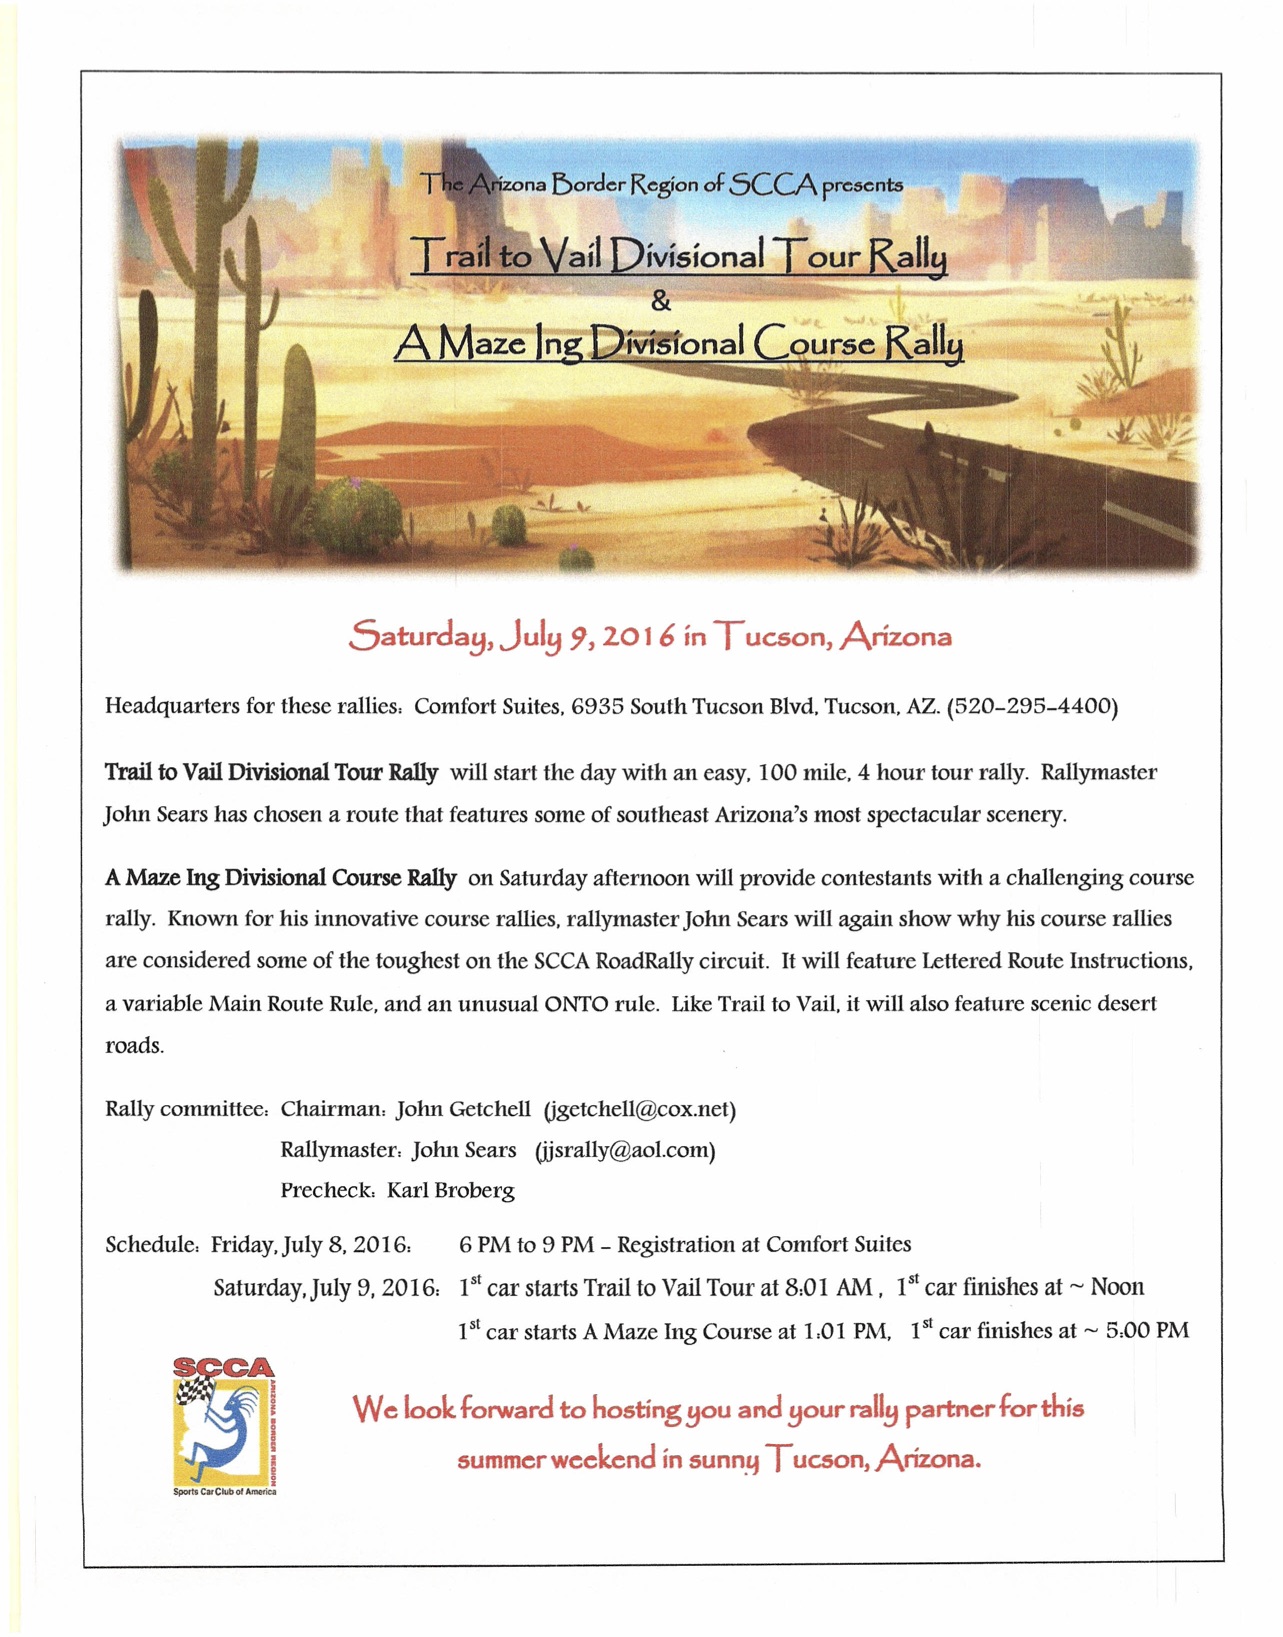 The Arizona Border Region of SCCA presents
Trail to Vail Divisional Tour Rally
&
A Maze Ing Divisional Course Rally
Saturday, July 9, 2016 in Tucson, Arizona
Headquarters for these rallies: Comfort Suites, 6935 South Tucson Blvd, Tucson, AZ. (520-295-4400)
Trail to Vail Divisional Tour Rally will start the day with an easy, 100 mile, 4 hour tour rally. Rallymaster
John Sears has chosen a route that features some of southeast Arizona's most spectacular scenery.
A Maze Ing Divisional Course Rally on Saturday afternoon will provide contestants with a challenging course
rally. Known for his innovative course rallies, rallymaster John Sears will again show why his course rallies
are considered some of the toughest on the SCCA RoadRally circuit. It will feature Lettered Route Instructions,
a variable Main Route Rule, and an unusual ONTO rule. Like Trail to Vail, it will also feature scenic desert
roads.
Rally committee: Chairman: John Getchell (jgetchell@cox.net)
Rallymaster: John Sears (jjsrally@aol.com)
Precheck: Karl Broberg
Schedule: Friday, July 8, 2016: 6 PM to 9 PM – Registration at Comfort Suites
Saturday, July 9, 2016: 1st car starts Trail to Vail Tour at 8:01 AM , 1st car finishes at ~ Noon
1st car starts A Maze Ing Course at 1:01 PM, 1st car finishes at ~ 5:00 PM
SCCA
ARIZONA BORDER REGION
Sports Car Club of America
We look forward to hosting you and your rally partner for this
summer weekend in sunny Tucson, Arizona.